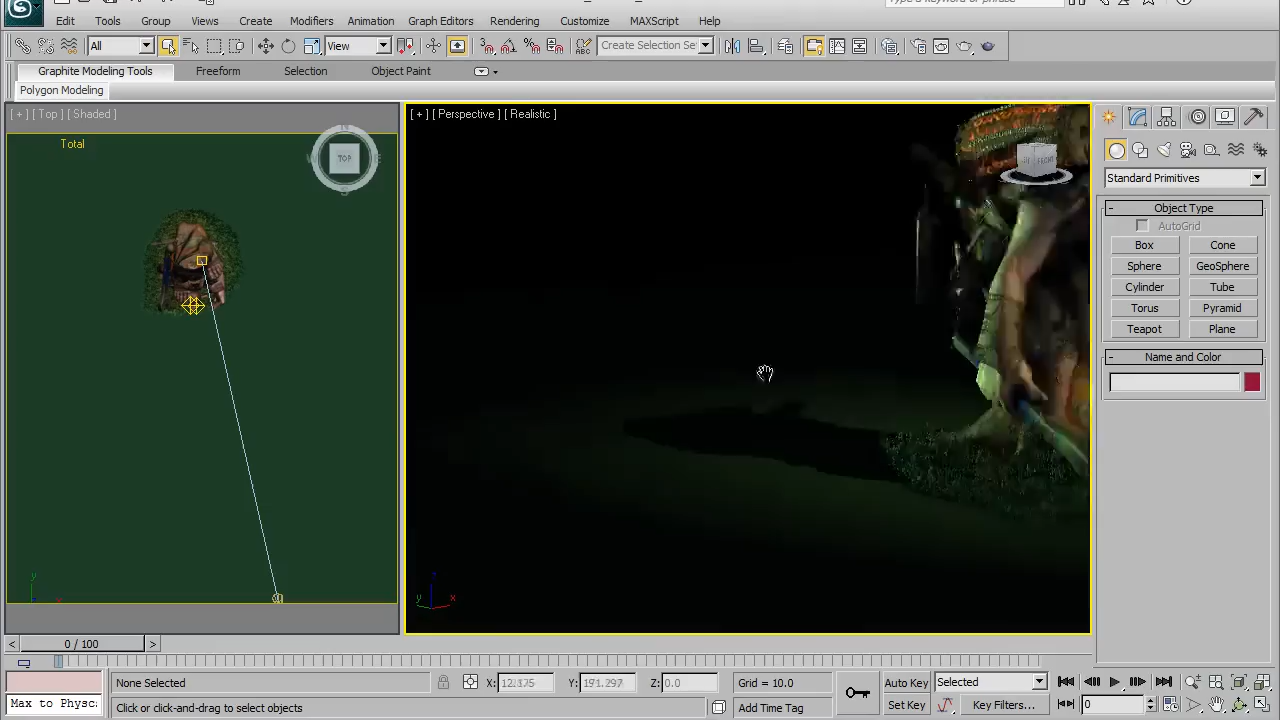 Edit Tools Group Views Create Modifiers Animation Graph Editors Rendering Customize MAXScript Help
All View Create Selection Se
Graphite Modeling Tools Freeform Selection Object Paint
Polygon Modeling
[ + ] [ Top ] [ Shaded ]
[ + ] [ Perspective ] [ Realistic ]
Total
TOP
FRONT
Standard Primitives
- Object Type
AutoGrid
Box Cone
Sphere GeoSphere
Cylinder Tube
Torus Pyramid
Teapot Plane
- Name and Color
y x
z y x
< 0 / 100 >
None Selected X: Y: Z: 0.0 Grid = 10.0 Auto Key Selected
Max to Physc Click or click-and-drag to select objects Add Time Tag Set Key Key Filters... 0